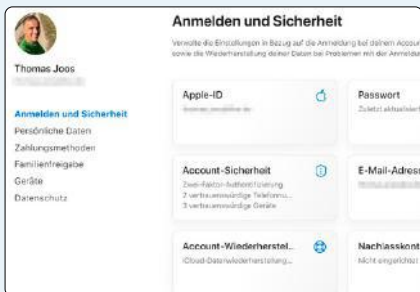 Anmelden und Sicherheit
Verwalte die Einstellungen in Bezug auf die Anmeldung bei deinem Accoun
sowie die Wiederherstellung deiner Daten bei Problemen mit der Anmeldun
Thomas Joos
Anmelden und Sicherheit
Persönliche Daten
Zahlungsmethoden
Familienfreigabe
Geräte
Datenschutz
Apple-ID
Passwort
Zuletzt aktualisiert
Account-Sicherheit
Zwei-Faktor-Authentifizierung
2 vertrauenswürdige Telefonnu...
3 vertrauenswürdige Geräte
E-Mail-Adress
Account-Wiederherstel...
iCloud-Datenwiederherstellung...
Nachlasskont
Nicht eingerichtet